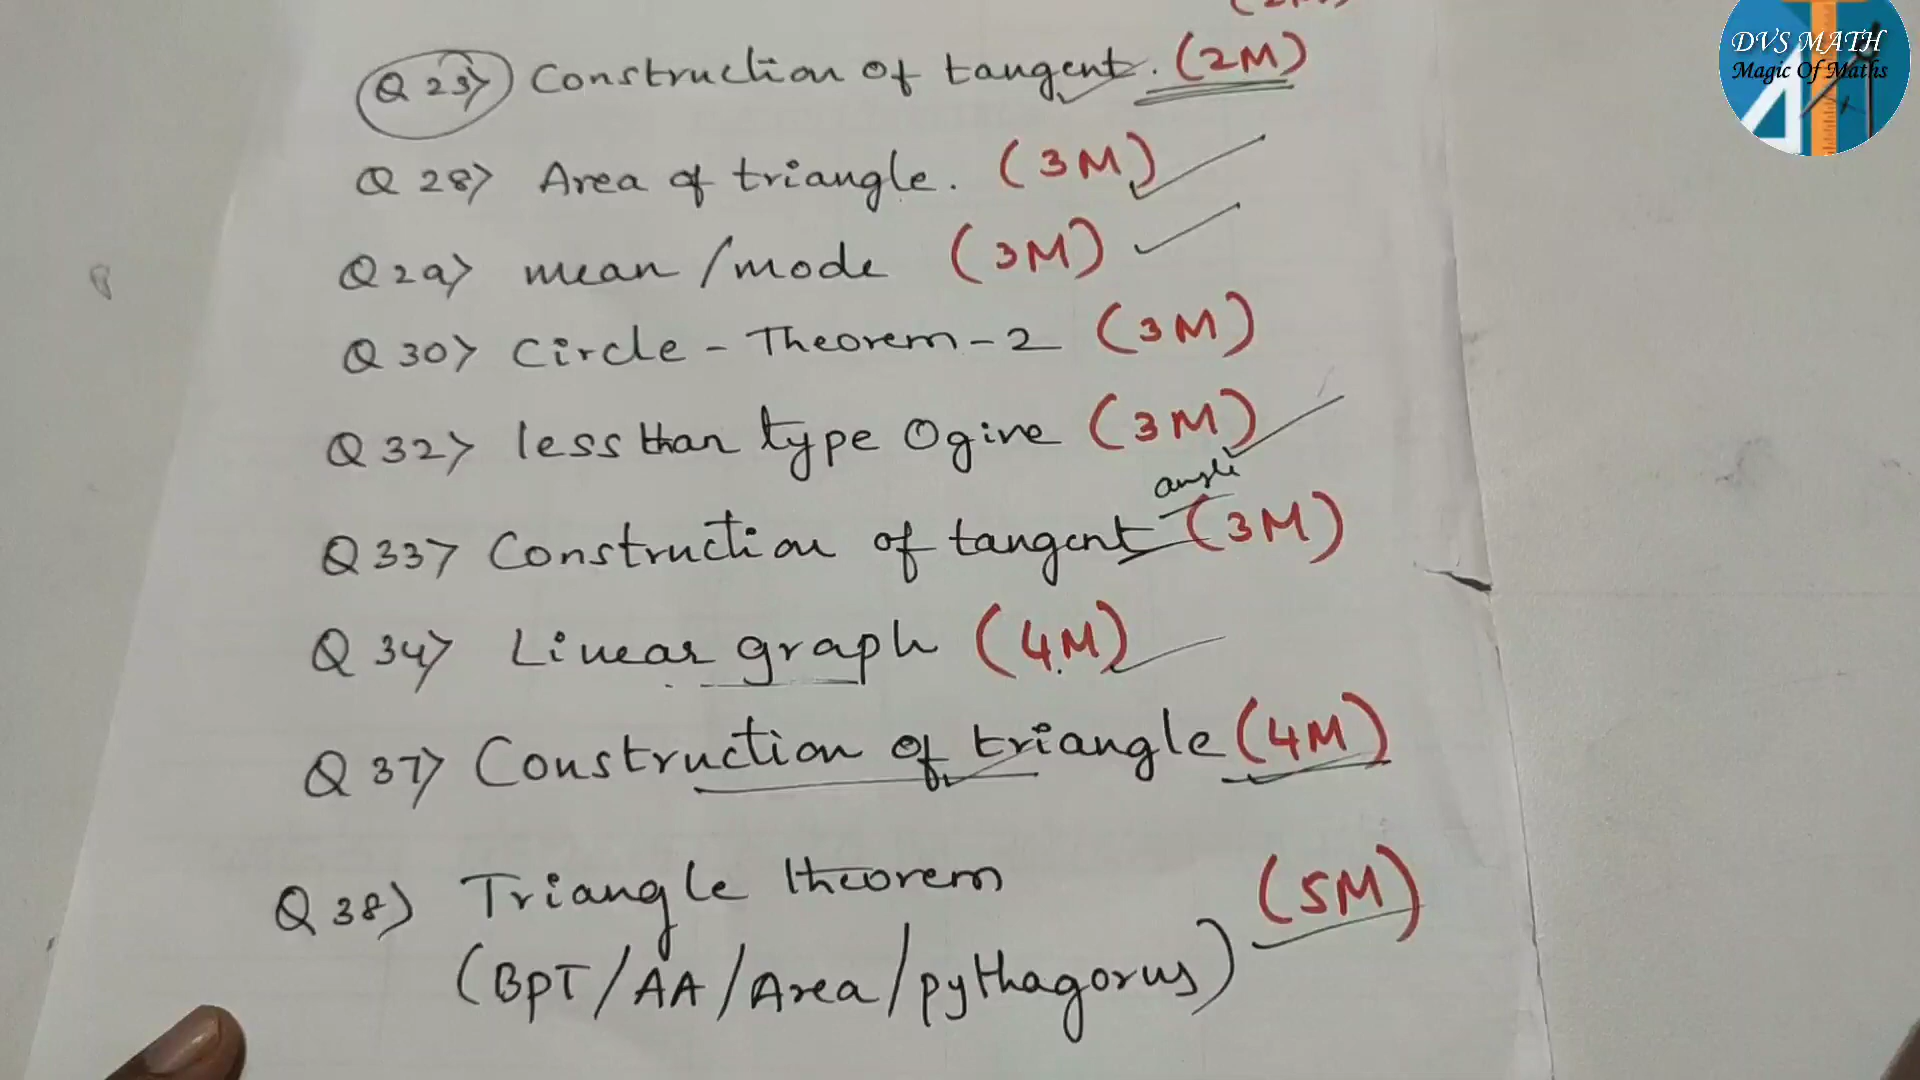 DVS MATH
Magic Of Maths
Q 23> Construction of tangent. (2M)
Q 28> Area of triangle. (3M)
Q 29> mean/mode (3M)
Q 30> Circle-Theorem-2 (3M)
Q 32> less than type Ogive (3M)
angle
Q 33> Construction of tangent (3M)
Q 34> Linear graph (4M)
Q 37> Construction of triangle (4M)
Q 38) Triangle theorem (5M)
(BPT/AA/Area/pythagorus)